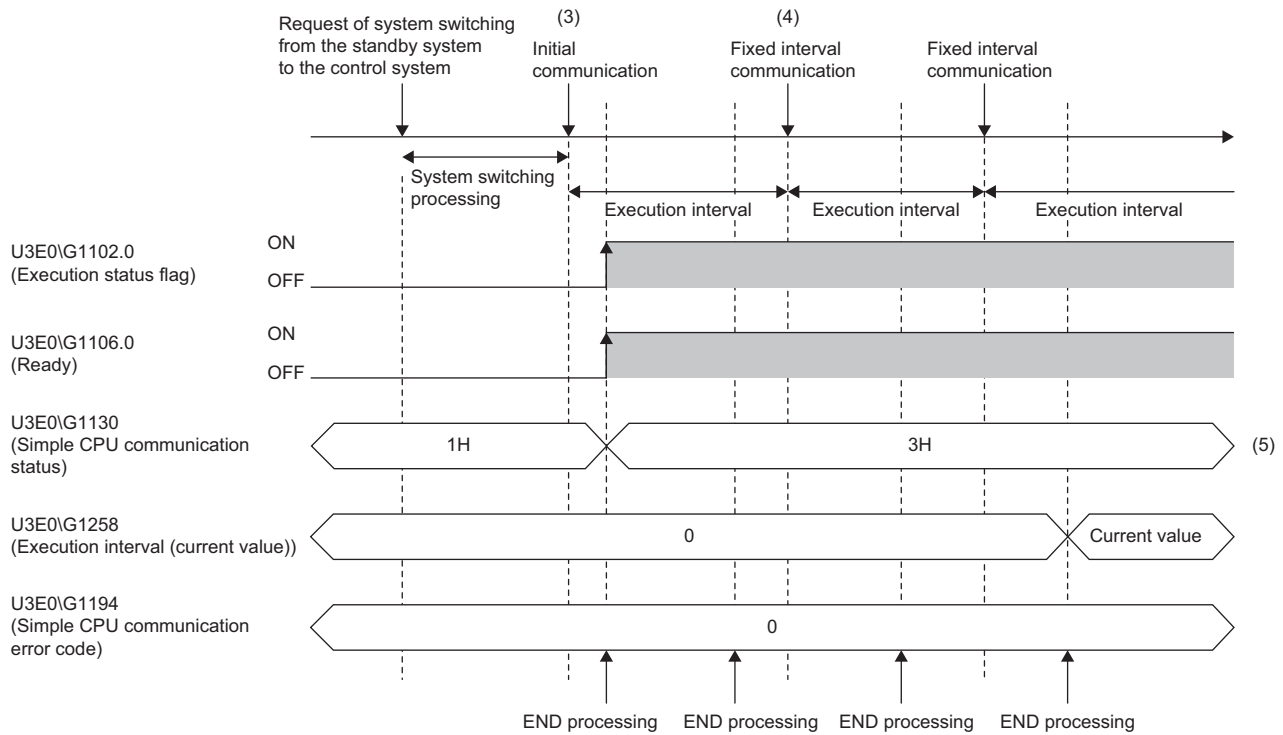 Request of system switching
from the standby system
to the control system
(3)
Initial
communication
(4)
Fixed interval
communication
Fixed interval
communication
System switching
processing
Execution interval
Execution interval
Execution interval
U3E0\G1102.0
(Execution status flag)
ON
OFF
U3E0\G1106.0
(Ready)
ON
OFF
U3E0\G1130
(Simple CPU communication
status)
1H
3H
(5)
U3E0\G1258
(Execution interval (current value))
0
Current value
U3E0\G1194
(Simple CPU communication
error code)
0
END processing
END processing
END processing
END processing